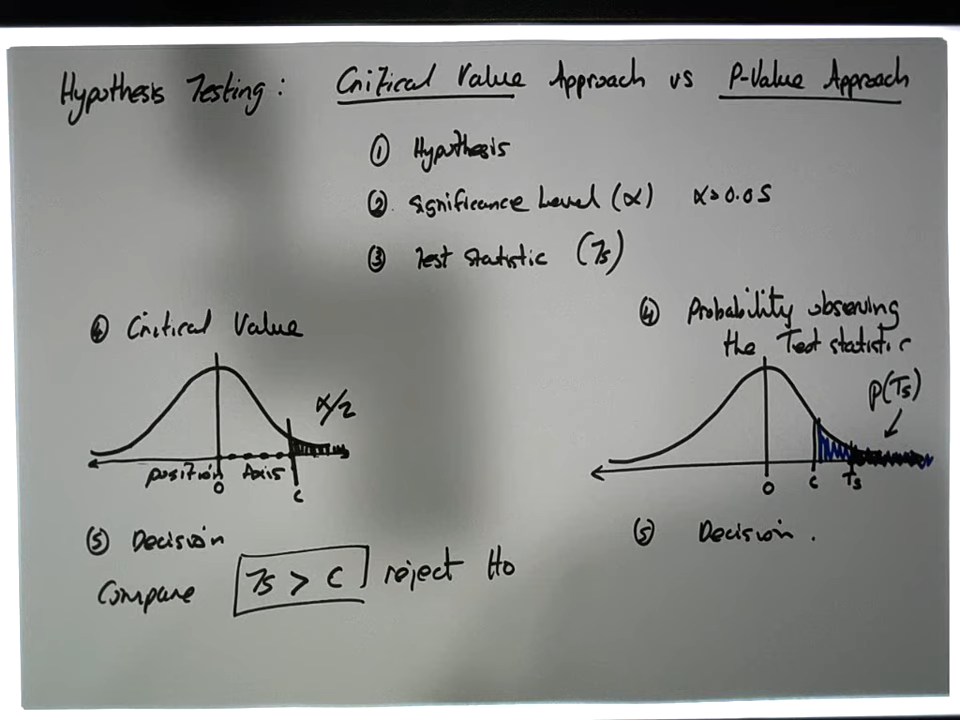 Hypothesis Testing: Critical Value Approach vs P-Value Approach
① Hypothesis
② Significance Level (α) α=0.05
③ Test Statistic (Ts)
④ Critical Value
α/2
position Axis
0 C
⑤ Decision
Compare Ts > C reject Ho
④ Probability observing
the Test statistic
P(Ts)
0 C Ts
⑤ Decision.